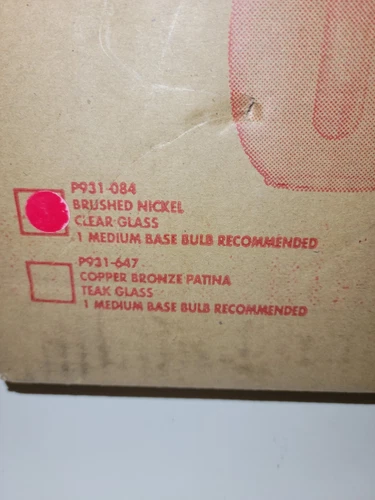 P931-084
BRUSHED NICKEL
CLEAR GLASS
1 MEDIUM BASE BULB RECOMMENDED
P931-647
COPPER BRONZE PATINA
TEAK GLASS
1 MEDIUM BASE BULB RECOMMENDED